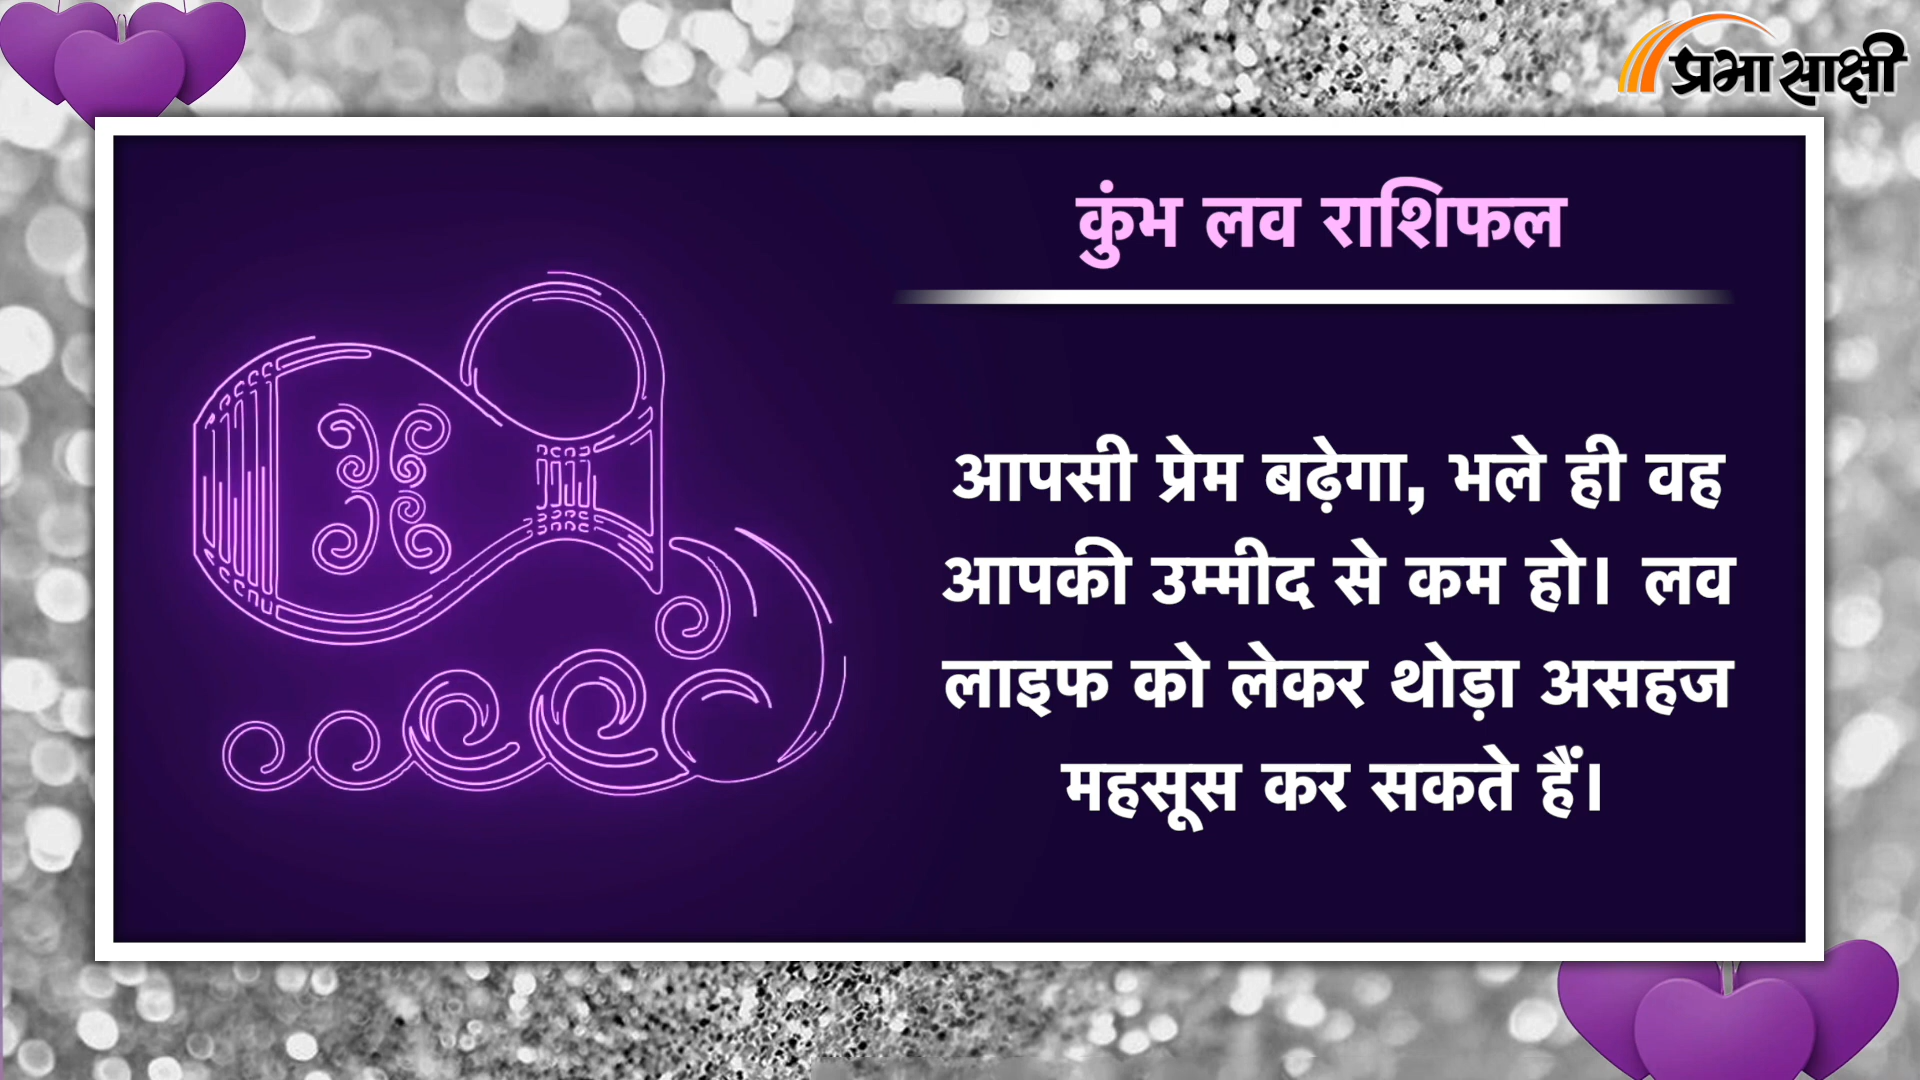 प्रभासाक्षी
कुंभ लव राशिफल
आपसी प्रेम बढ़ेगा, भले ही वह
आपकी उम्मीद से कम हो। लव
लाइफ को लेकर थोड़ा असहज
महसूस कर सकते हैं।